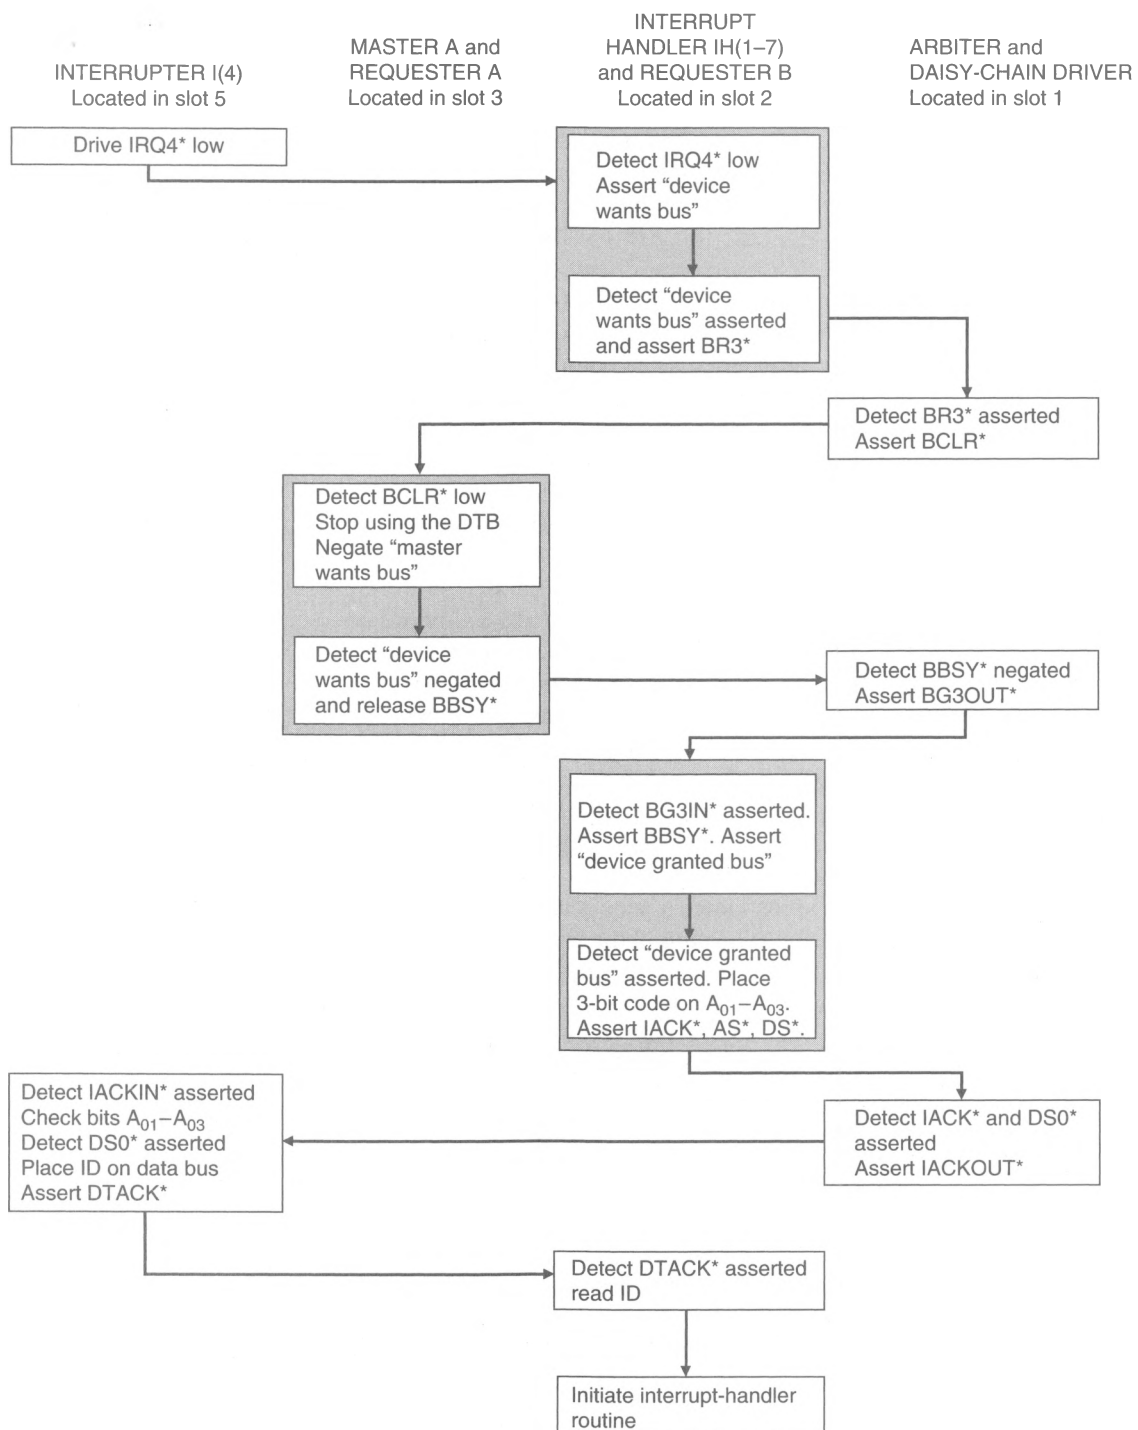 INTERRUPTER I(4)
Located in slot 5
MASTER A and
REQUESTER A
Located in slot 3
INTERRUPT
HANDLER IH(1–7)
and REQUESTER B
Located in slot 2
ARBITER and
DAISY-CHAIN DRIVER
Located in slot 1
Drive IRQ4* low
Detect IRQ4* low
Assert “device
wants bus”
Detect “device
wants bus” asserted
and assert BR3*
Detect BR3* asserted
Assert BCLR*
Detect BCLR* low
Stop using the DTB
Negate “master
wants bus”
Detect “device
wants bus” negated
and release BBSY*
Detect BBSY* negated
Assert BG3OUT*
Detect BG3IN* asserted.
Assert BBSY*. Assert
“device granted bus”
Detect “device granted
bus” asserted. Place
3-bit code on A01–A03.
Assert IACK*, AS*, DS*.
Detect IACK* and DS0*
asserted
Assert IACKOUT*
Detect IACKIN* asserted
Check bits A01–A03
Detect DS0* asserted
Place ID on data bus
Assert DTACK*
Detect DTACK* asserted
read ID
Initiate interrupt-handler
routine